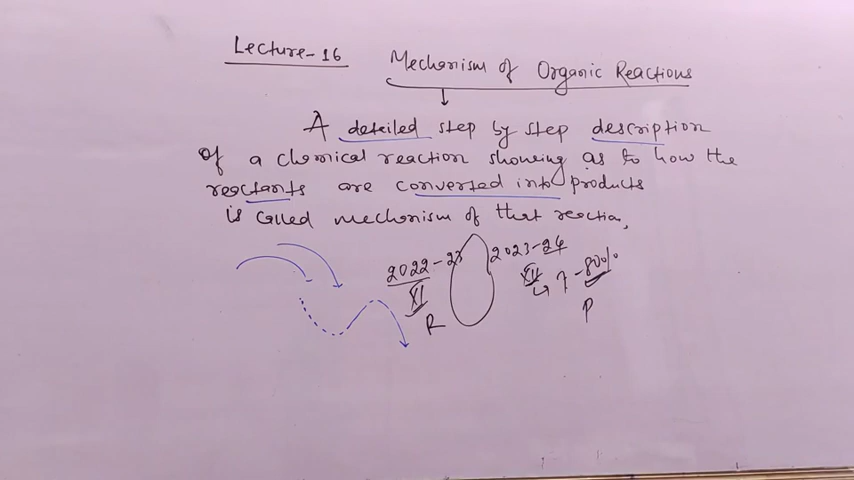 Lecture-16
Mechanism of Organic Reactions
A detailed step by step description
of a chemical reaction showing as to how the
reactants are converted into products
is called mechanism of that reaction,
2022-23
2023-24
XI
XII
80%
R
P